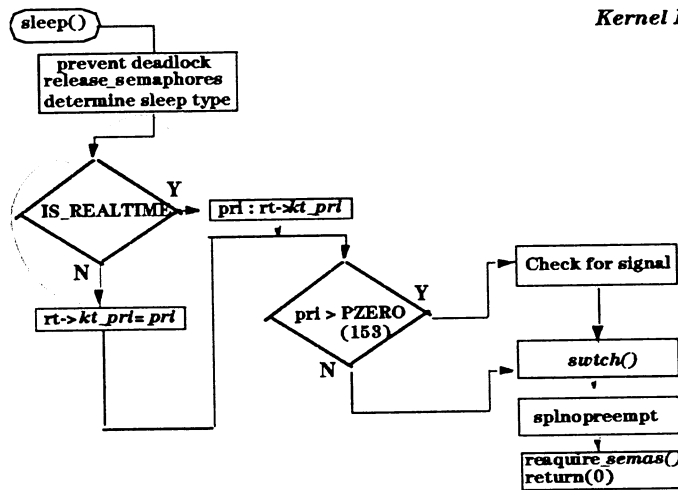 sleep()
Kernel
prevent deadlock
release_semaphores
determine sleep type
IS_REALTIME
Y
N
pri : rt->kt_pri
rt->kt_pri= pri
pri > PZERO
(153)
Y
N
Check for signal
swtch()
splnopreempt
reaquire_semas()
return(0)